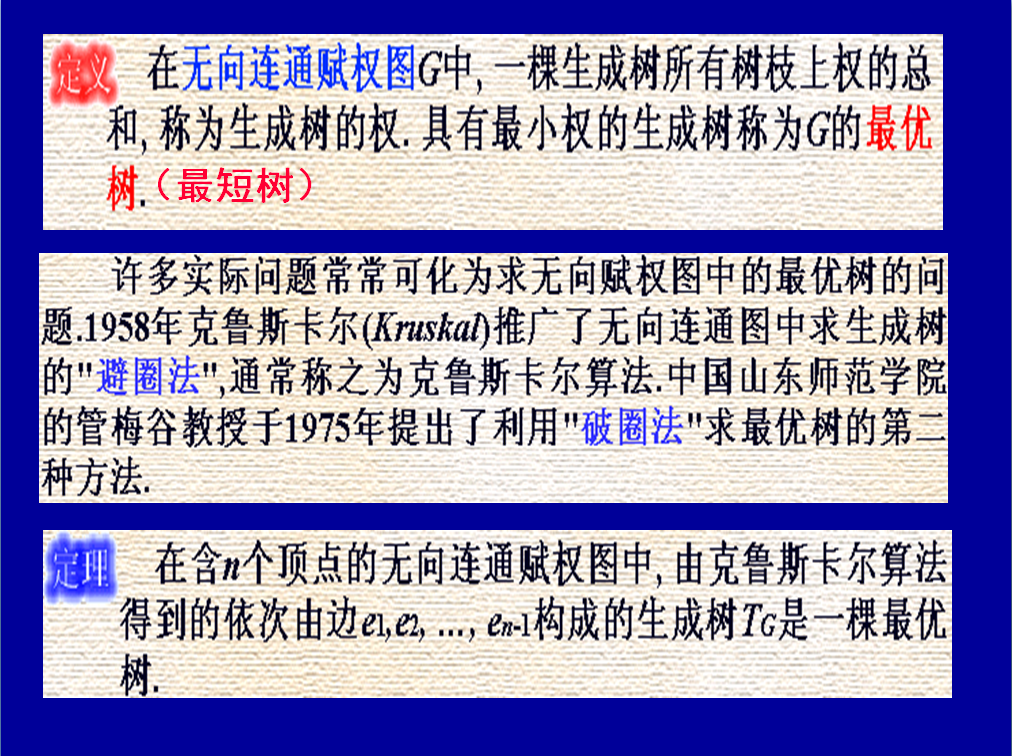 定义 在无向连通赋权图G中, 一棵生成树所有树枝上权的总
和, 称为生成树的权. 具有最小权的生成树称为G的最优
树.(最短树)
许多实际问题常常可化为求无向赋权图中的最优树的问
题.1958年克鲁斯卡尔(Kruskal)推广了无向连通图中求生成树
的"避圈法",通常称之为克鲁斯卡尔算法.中国山东师范学院
的管梅谷教授于1975年提出了利用"破圈法"求最优树的第二
种方法.
定理 在含n个顶点的无向连通赋权图中, 由克鲁斯卡尔算法
得到的依次由边e1,e2, ..., en-1构成的生成树TG是一棵最优
树.